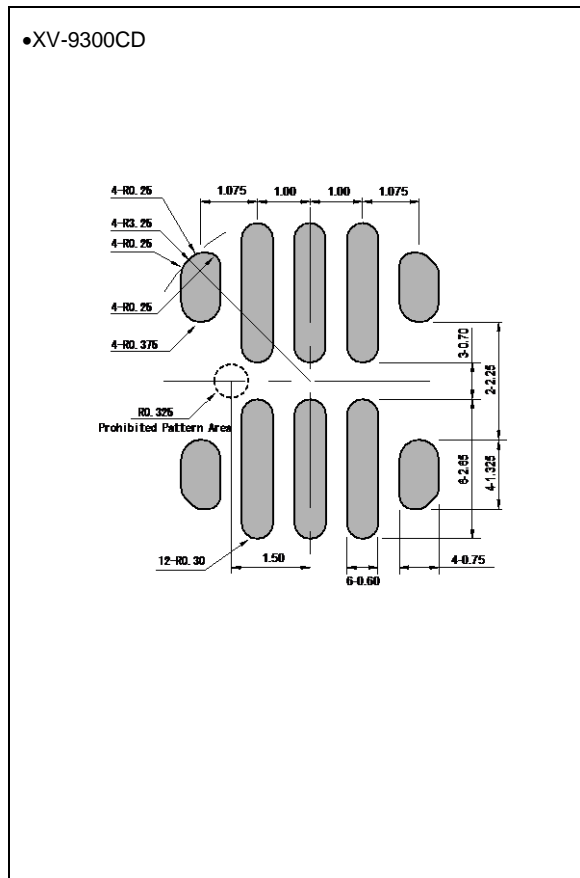 •XV-9300CD
4-R0.25
4-R3.25
4-R0.25
4-R0.25
4-R0.375
1.075
1.00
1.00
1.075
3-0.70
2-2.25
R0.325
Prohibited Pattern Area
6-2.65
4-1.325
12-R0.30
1.50
6-0.60
4-0.75